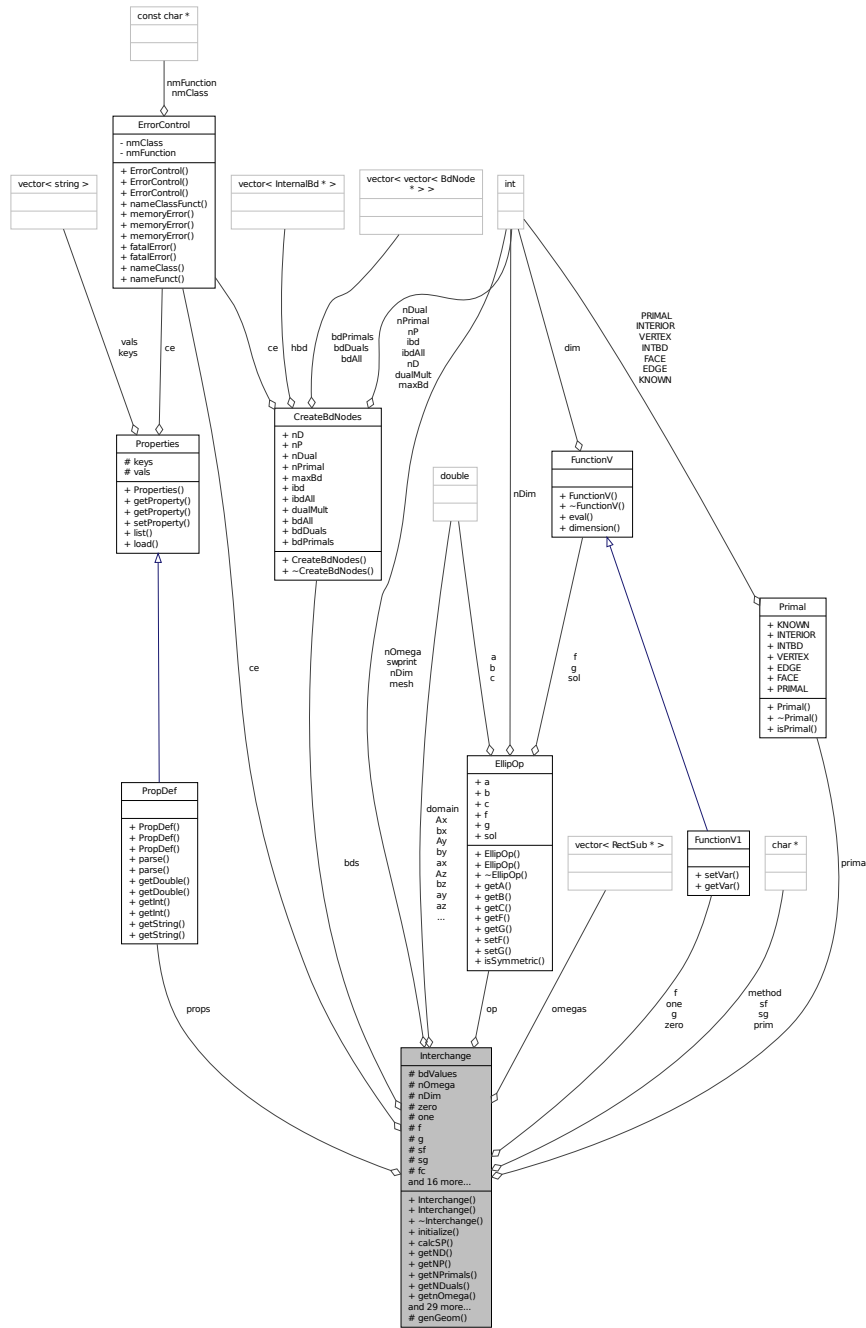 const char *
nmFunction
nmClass
ErrorControl
- nmClass
- nmFunction
+ ErrorControl()
+ ErrorControl()
+ ErrorControl()
+ nameClassFunct()
+ memoryError()
+ memoryError()
+ memoryError()
+ fatalError()
+ fatalError()
+ nameClass()
+ nameFunct()
vector< string >
vector< InternalBd * >
vector< vector< BdNode
* > >
int
vals
keys
ce
ce
hbd
bdPrimals
bdDuals
bdAll
nDual
nPrimal
nP
ibd
ibdAll
nD
dualMult
maxBd
dim
PRIMAL
INTERIOR
VERTEX
INTBD
FACE
EDGE
KNOWN
Properties
# keys
# vals
+ Properties()
+ getProperty()
+ getProperty()
+ setProperty()
+ list()
+ load()
CreateBdNodes
+ nD
+ nP
+ nDual
+ nPrimal
+ maxBd
+ ibd
+ ibdAll
+ dualMult
+ bdAll
+ bdDuals
+ bdPrimals
+ CreateBdNodes()
+ ~CreateBdNodes()
double
nDim
FunctionV
+ FunctionV()
+ ~FunctionV()
+ eval()
+ dimension()
Primal
+ KNOWN
+ INTERIOR
+ INTBD
+ VERTEX
+ EDGE
+ FACE
+ PRIMAL
+ Primal()
+ ~Primal()
+ isPrimal()
ce
nOmega
swprint
nDim
mesh
a
b
c
f
g
sol
PropDef
+ PropDef()
+ PropDef()
+ PropDef()
+ parse()
+ parse()
+ getDouble()
+ getDouble()
+ getInt()
+ getInt()
+ getString()
+ getString()
bds
domain
Ax
bx
Ay
by
ax
Az
bz
ay
az
...
EllipOp
+ a
+ b
+ c
+ f
+ g
+ sol
+ EllipOp()
+ EllipOp()
+ ~EllipOp()
+ getA()
+ getB()
+ getC()
+ getF()
+ getG()
+ setF()
+ setG()
+ isSymmetric()
vector< RectSub * >
FunctionV1
+ setVar()
+ getVar()
char *
prima
props
op
omegas
f
one
g
zero
method
sf
sg
prim
Interchange
# bdValues
# nOmega
# nDim
# zero
# one
# f
# g
# sf
# sg
# fc
and 16 more...
+ Interchange()
+ Interchange()
+ ~Interchange()
+ initialize()
+ calcSP()
+ getND()
+ getNP()
+ getNPrimals()
+ getNDuals()
+ getnOmega()
and 29 more...
# genGeom()